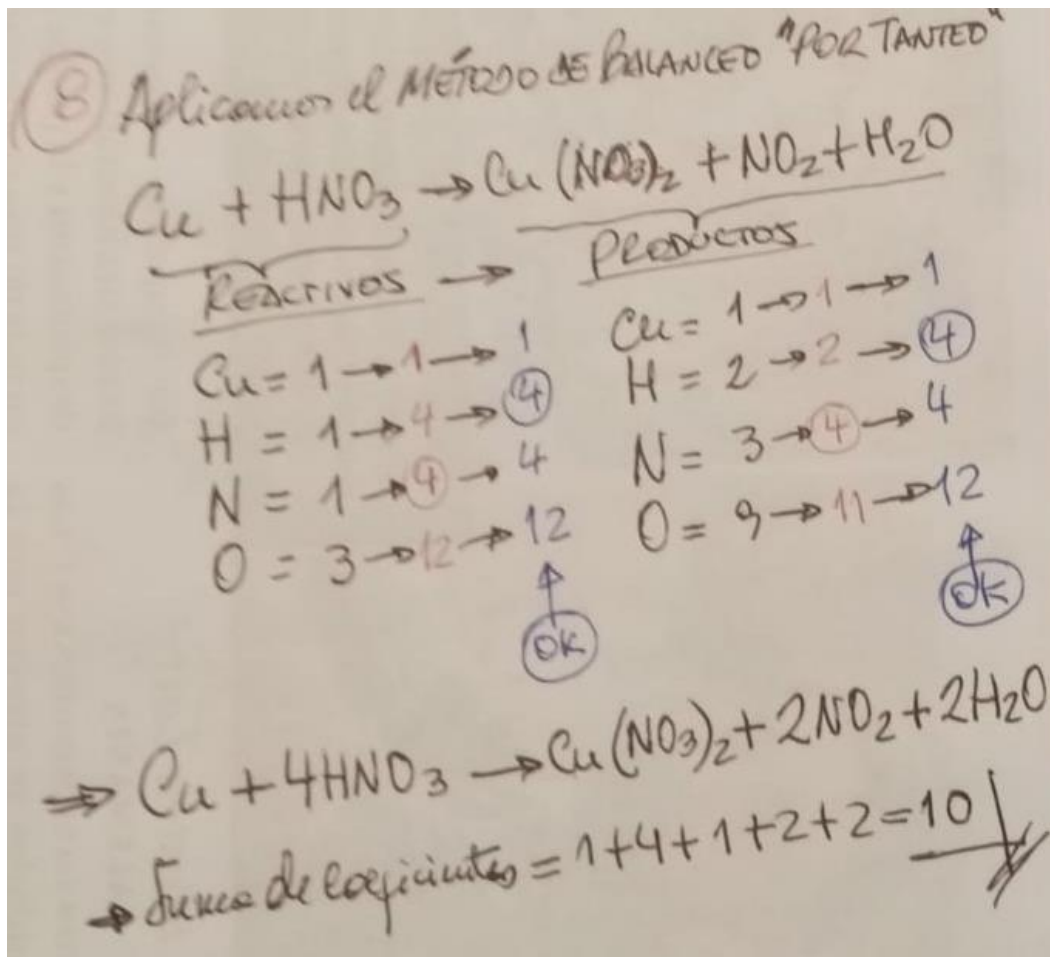 8 Aplicamos el MÉTODO DE BALANCEO "POR TANTEO"
Cu + HNO₃ → Cu (NO₃)₂ + NO₂ + H₂O
REACTIVOS → PRODUCTOS
Cu = 1 → 1 → 1 Cu = 1 → 1 → 1
H = 1 → 4 → 4 H = 2 → 2 → 4
N = 1 → 4 → 4 N = 3 → 4 → 4
O = 3 → 12 → 12 O = 9 → 11 → 12
OK OK
⇒ Cu + 4HNO₃ → Cu (NO₃)₂ + 2NO₂ + 2H₂O
→ Suma de coeficientes = 1+4+1+2+2 = 10